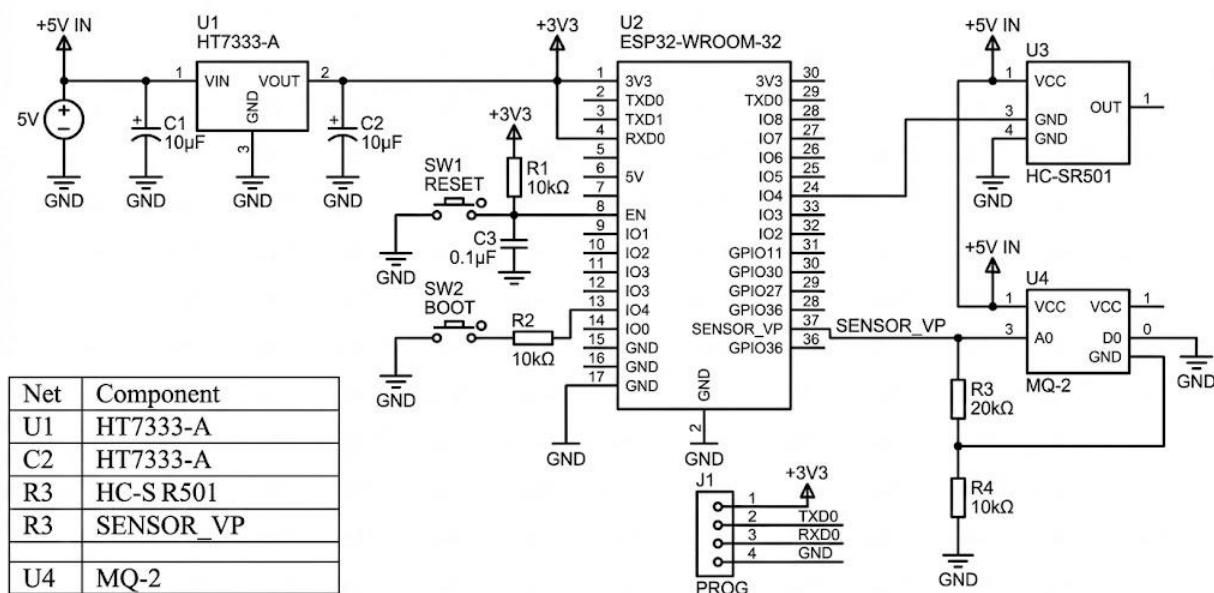 +5V IN
5V
GND
C1
10µF
GND
U1
HT7333-A
1
VIN
VOUT
2
GND
3
GND
C2
10µF
GND
+3V3
+3V3
R1
10kΩ
SW1
RESET
GND
C3
0.1µF
SW2
BOOT
R2
10kΩ
GND
U2
ESP32-WROOM-32
1 3V3
2 TXD0
3 TXD1
4 RXD0
5
6 5V
7
8 EN
9 IO1
10 IO2
11 IO3
12 IO3
13 IO4
14 IO0
15 GND
16 GND
17 GND
GND
3V3 30
TXD0 29
IO8 28
IO7 27
IO6 26
IO5 25
IO4 24
IO3 33
IO2 32
GPIO11 31
GPIO30 30
GPIO27 29
GPIO36 28
SENSOR_VP 37
GPIO36 36
GND
2
GND
SENSOR_VP
+5V IN
U3
1 VCC
3 GND
4 GND
OUT 1
HC-SR501
GND
+5V IN
U4
1 VCC
VCC 1
3 A0
D0 0
GND
MQ-2
GND
R3
20kΩ
R4
10kΩ
GND
J1
+3V3
1
2 TXD0
3 RXD0
4 GND
PROG
Net Component
U1 HT7333-A
C2 HT7333-A
R3 HC-S R501
R3 SENSOR_VP
U4 MQ-2